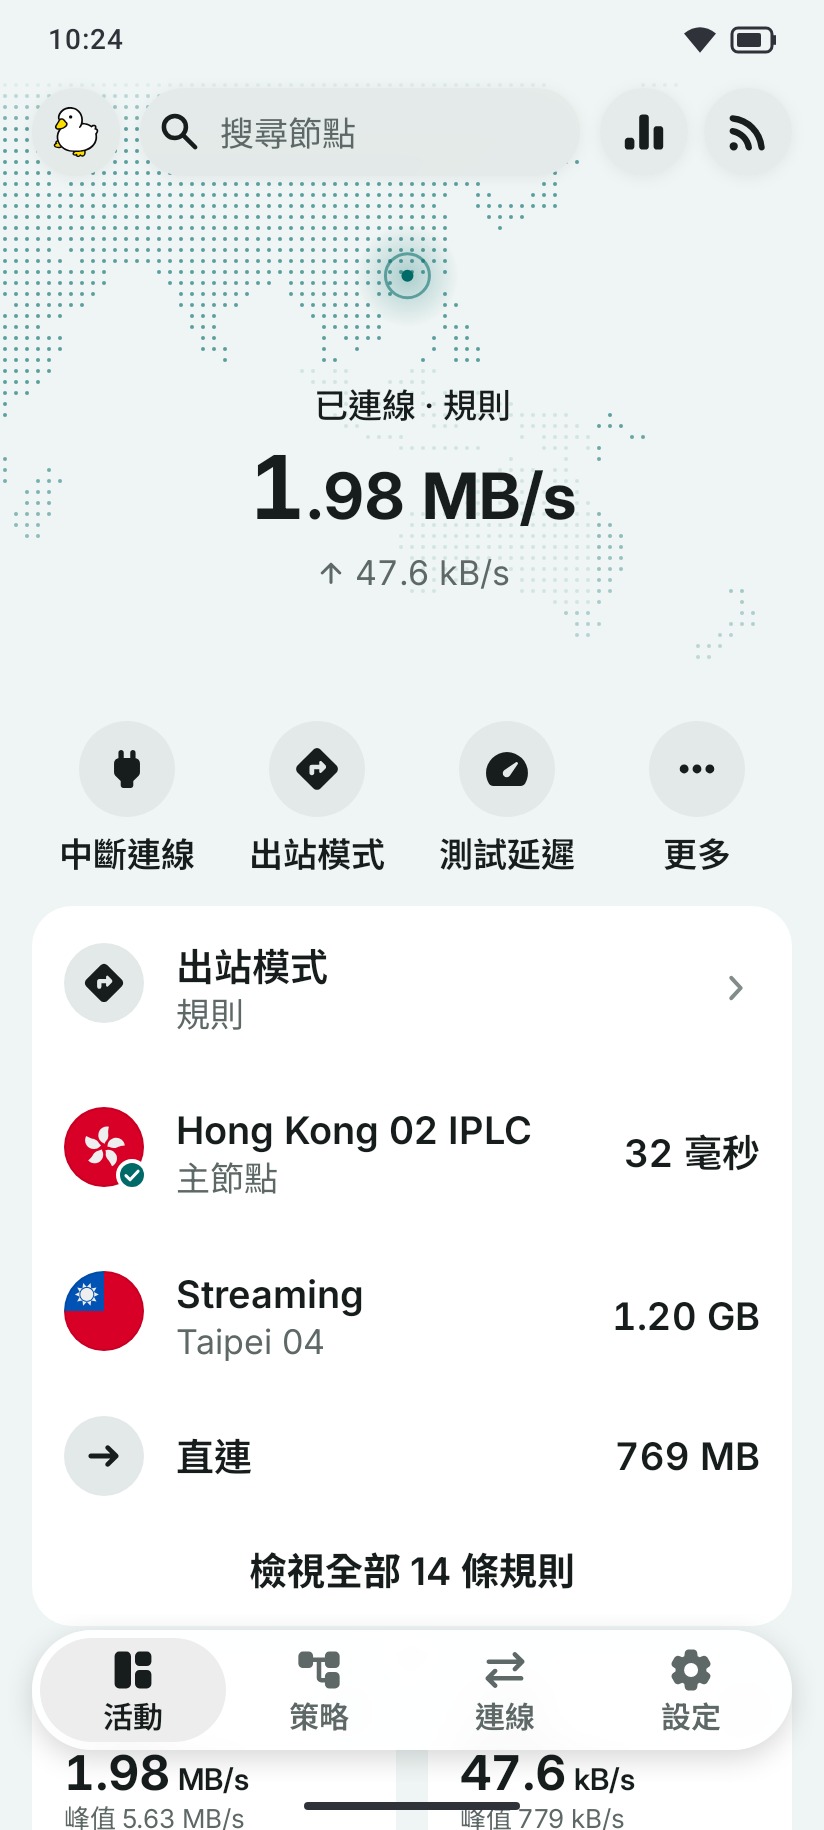 10:24
搜尋節點
已連線 · 規則
1.98 MB/s
↑ 47.6 kB/s
中斷連線
出站模式
測試延遲
更多
出站模式
規則
Hong Kong 02 IPLC
主節點
32 毫秒
Streaming
Taipei 04
1.20 GB
直連
769 MB
檢視全部 14 條規則
活動
策略
連線
設定
1.98 MB/s
47.6 kB/s
峰值 5.63 MB/s
峰值 779 kB/s